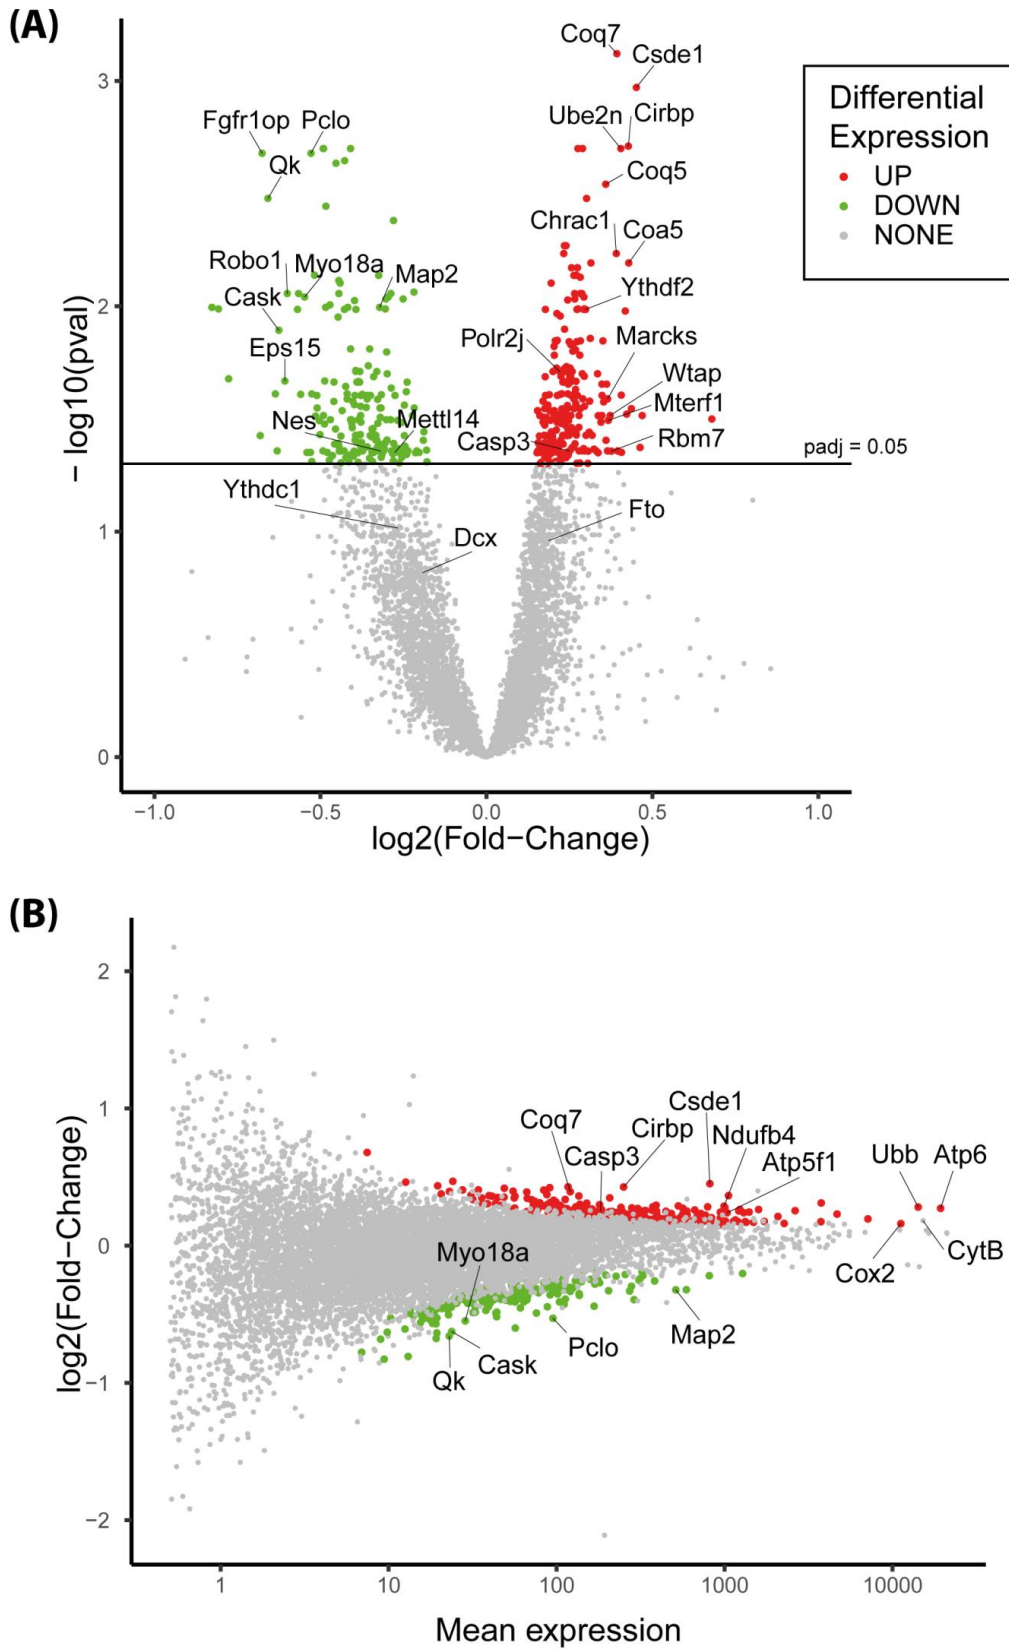 (A)
Coq7
Csde1
3
Fgfr1op Pclo
Ube2n Cirbp
Qk
Coq5
Chrac1
Coa5
Robo1 Myo18a Map2
Cask
Ythdf2
2
Eps15
Polr2j
Marcks
Wtap
Nes Mettl14
Mterf1
Casp3
Rbm7
padj = 0.05
Ythdc1
Fto
1
Dcx
0
− log10(pval)
−1.0 −0.5 0.0 0.5 1.0
log2(Fold−Change)
Differential
Expression
UP
DOWN
NONE
(B)
2
1
0
−1
−2
log2(Fold−Change)
Csde1
Coq7
Cirbp
Ndufb4
Casp3
Atp5f1
Ubb Atp6
Myo18a
Cox2
CytB
Map2
Pclo
Cask
Qk
1 10 100 1000 10000
Mean expression